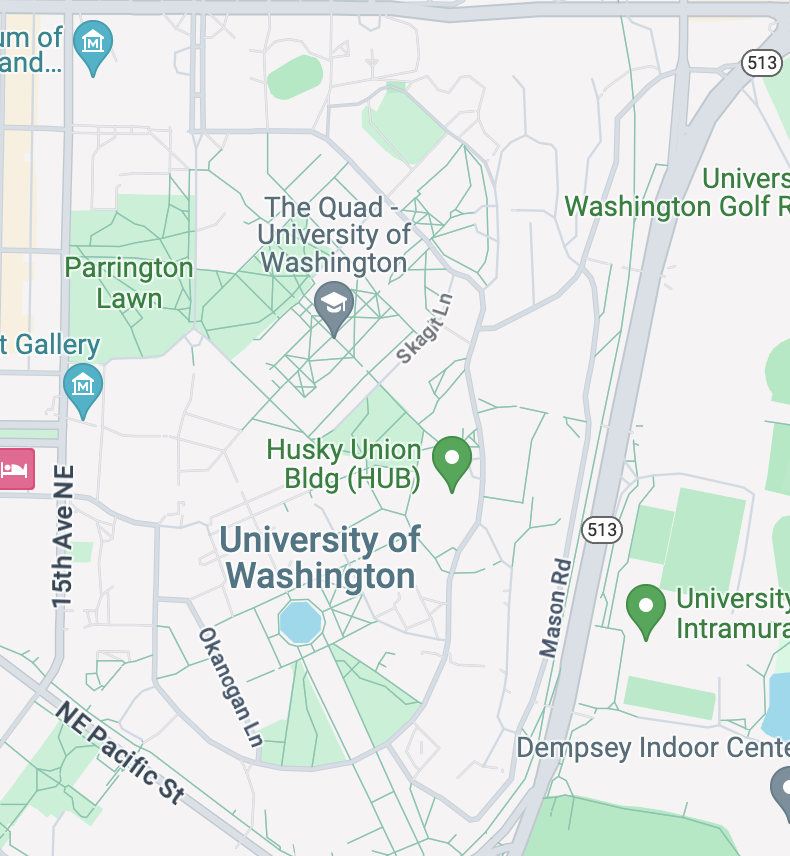 um of
and...
513
Univers
Washington Golf R
The Quad -
University of
Washington
Parrington
Lawn
Skagit Ln
t Gallery
Husky Union
Bldg (HUB)
15th Ave NE
University of
Washington
513
Mason Rd
University
Intramura
Okanogan Ln
NE Pacific St
Dempsey Indoor Cente